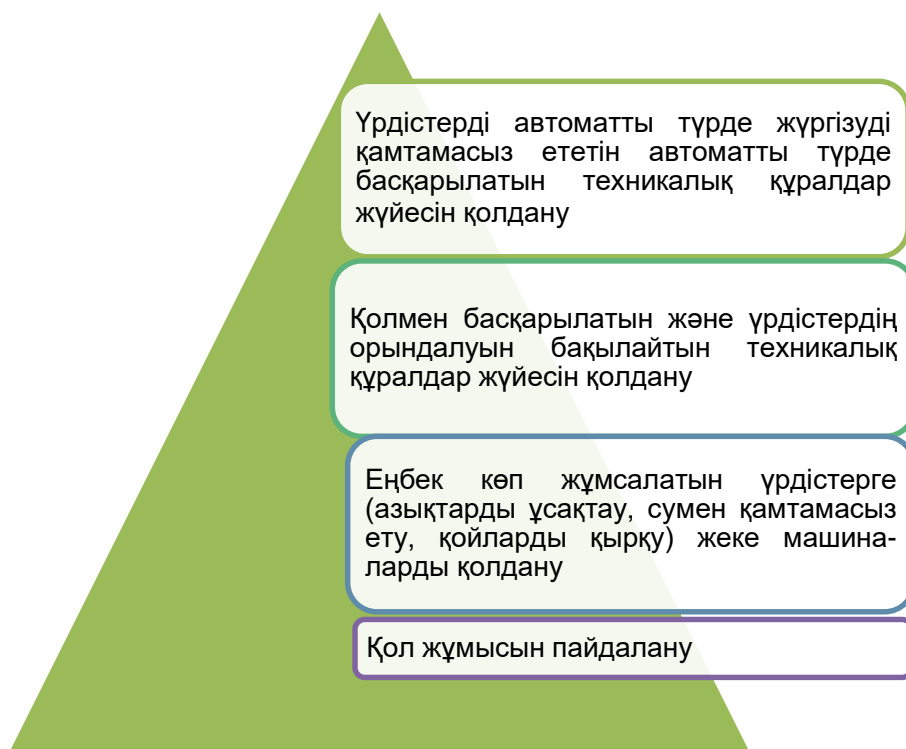 Үрдістерді автоматты түрде жүргізуді
қамтамасыз ететін автоматты түрде
басқарылатын техникалық құралдар
жүйесін қолдану
Қолмен басқарылатын және үрдістердің
орындалуын бақылайтын техникалық
құралдар жүйесін қолдану
Еңбек көп жұмсалатын үрдістерге
(азықтарды ұсақтау, сумен қамтамасыз
ету, қойларды қырқу) жеке машина-
ларды қолдану
Қол жұмысын пайдалану